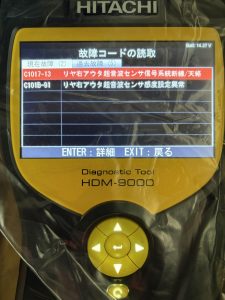 HITACHI
故障コードの読取
Batt 14.27 V
現在故障 (2) 過去故障 (0)
C1017-13 リヤ右アウタ超音波センサ信号系統断線/天絡
C101B-01 リヤ右アウタ超音波センサ感度設定異常
ENTER:詳細 EXIT:戻る
Diagnostic Tool
HDM-9000